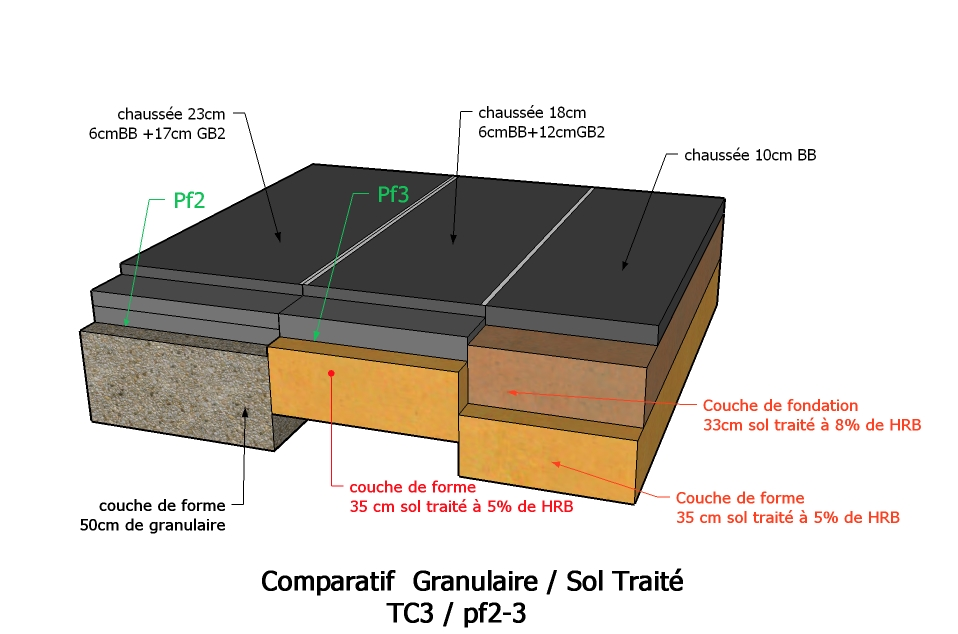 chaussée 23cm
6cmBB +17cm GB2
chaussée 18cm
6cmBB+12cmGB2
chaussée 10cm BB
Pf2
Pf3
Couche de fondation
33cm sol traité à 8% de HRB
couche de forme
35 cm sol traité à 5% de HRB
Couche de forme
35 cm sol traité à 5% de HRB
couche de forme
50cm de granulaire
Comparatif Granulaire / Sol Traité
TC3 / pf2-3